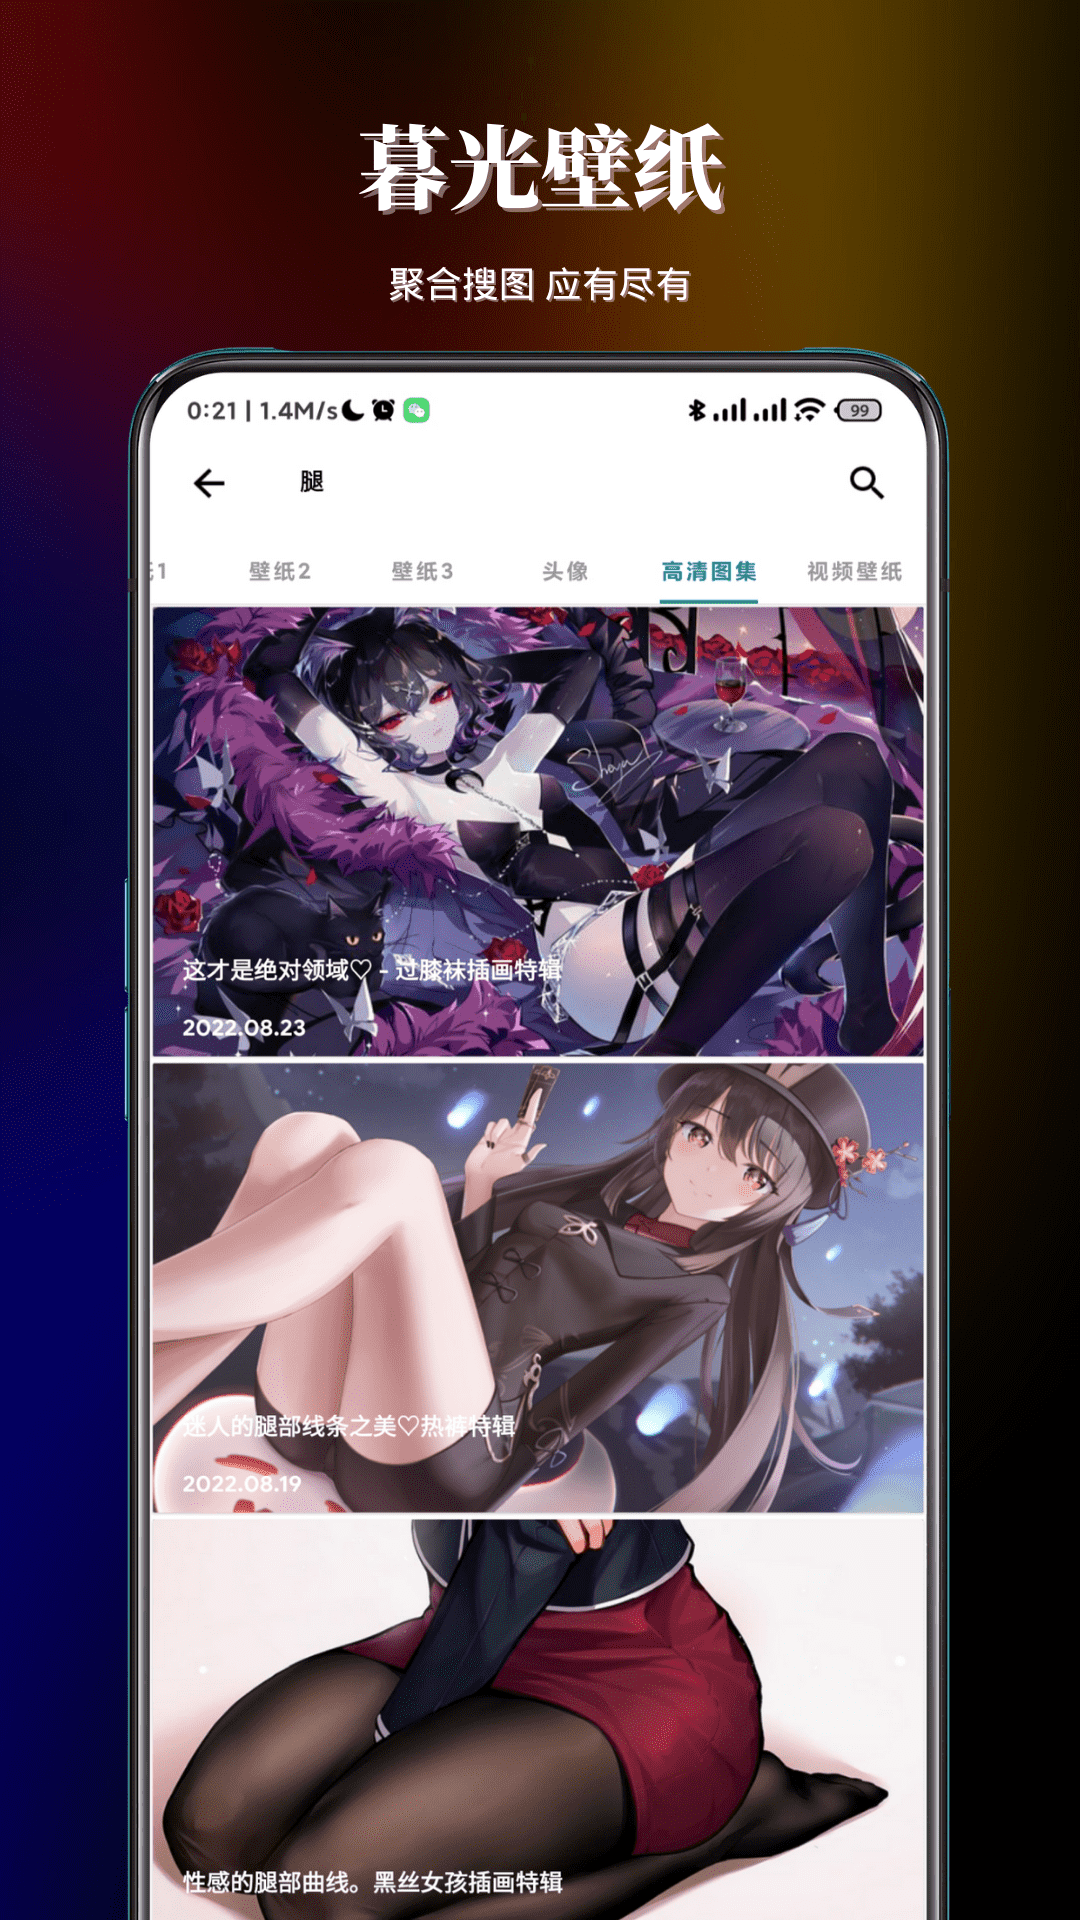 暮光壁纸
聚合搜图 应有尽有
0:21 | 1.4M/s
99
腿
壁纸2 壁纸3 头像 高清图集 视频壁纸
这才是绝对领域♡ - 过膝袜插画特辑
2022.08.23
迷人的腿部线条之美♡热裤特辑
2022.08.19
性感的腿部曲线。黑丝女孩插画特辑